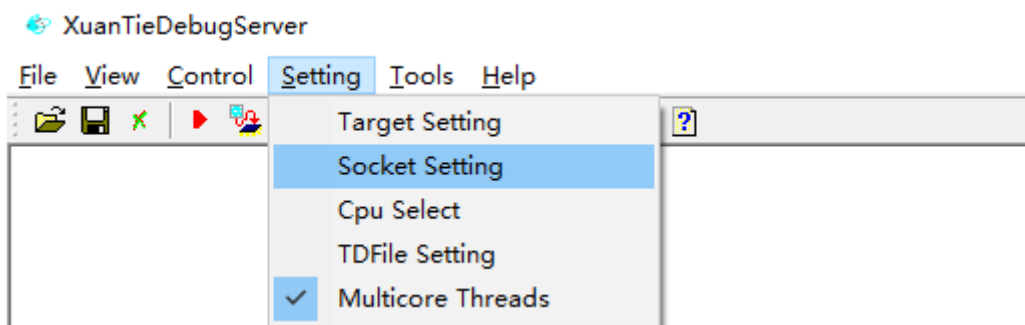 XuanTieDebugServer
File View Control Setting Tools Help
Target Setting
Socket Setting
Cpu Select
TDFile Setting
Multicore Threads